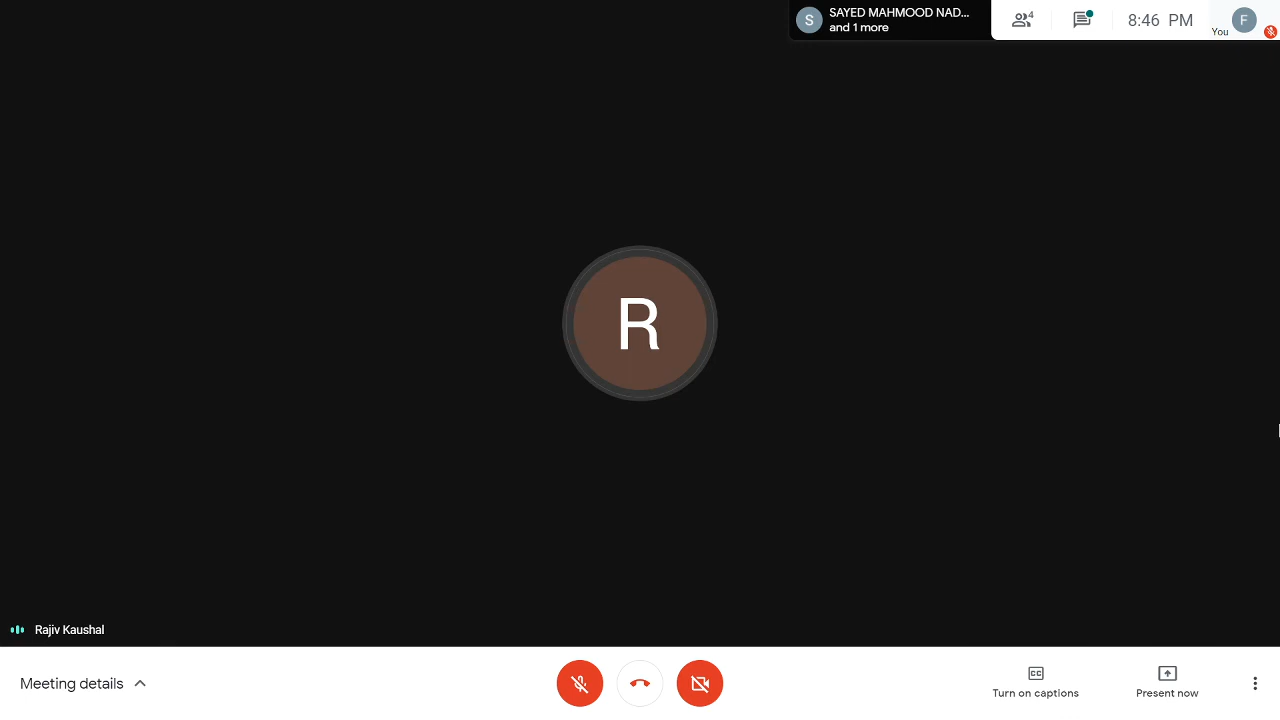 S
SAYED MAHMOOD NAD...
and 1 more
4
8:46 PM
You
F
R
Rajiv Kaushal
Meeting details
CC
Turn on captions
Present now